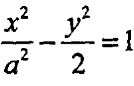 x²/a² − y²/2 = 1